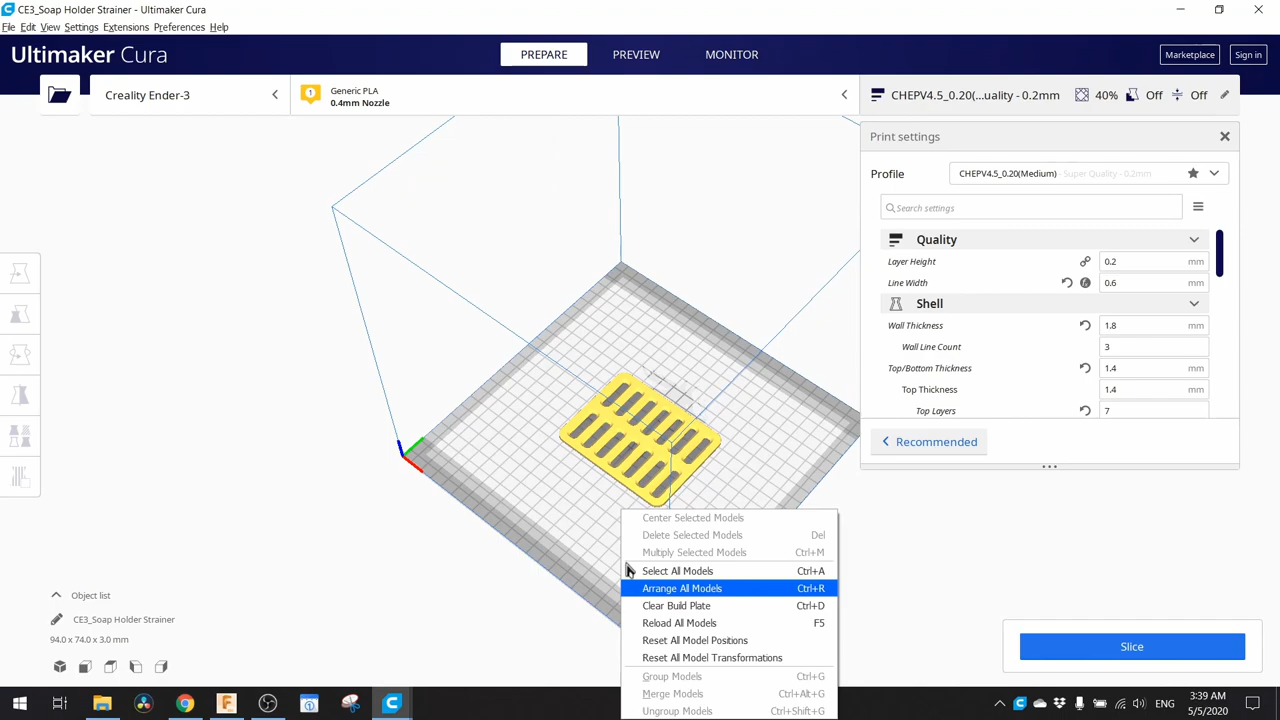 CE3_Soap Holder Strainer - Ultimaker Cura
File Edit View Settings Extensions Preferences Help
Ultimaker Cura
PREPARE
PREVIEW
MONITOR
Marketplace
Sign in
Creality Ender-3
1
Generic PLA
0.4mm Nozzle
CHEPV4.5_0.20(...uality - 0.2mm
40%
Off
Off
Print settings
Profile
CHEPV4.5_0.20(Medium) - Super Quality - 0.2mm
Search settings
Quality
Layer Height
0.2 mm
Line Width
0.6 mm
Shell
Wall Thickness
1.8 mm
Wall Line Count
3
Top/Bottom Thickness
1.4 mm
Top Thickness
1.4 mm
Top Layers
7
Recommended
Center Selected Models
Delete Selected Models Del
Multiply Selected Models Ctrl+M
Select All Models Ctrl+A
Arrange All Models Ctrl+R
Clear Build Plate Ctrl+D
Reload All Models F5
Reset All Model Positions
Reset All Model Transformations
Group Models Ctrl+G
Merge Models Ctrl+Alt+G
Ungroup Models Ctrl+Shift+G
Object list
CE3_Soap Holder Strainer
94.0 x 74.0 x 3.0 mm
Slice
ENG
3:39 AM
5/5/2020